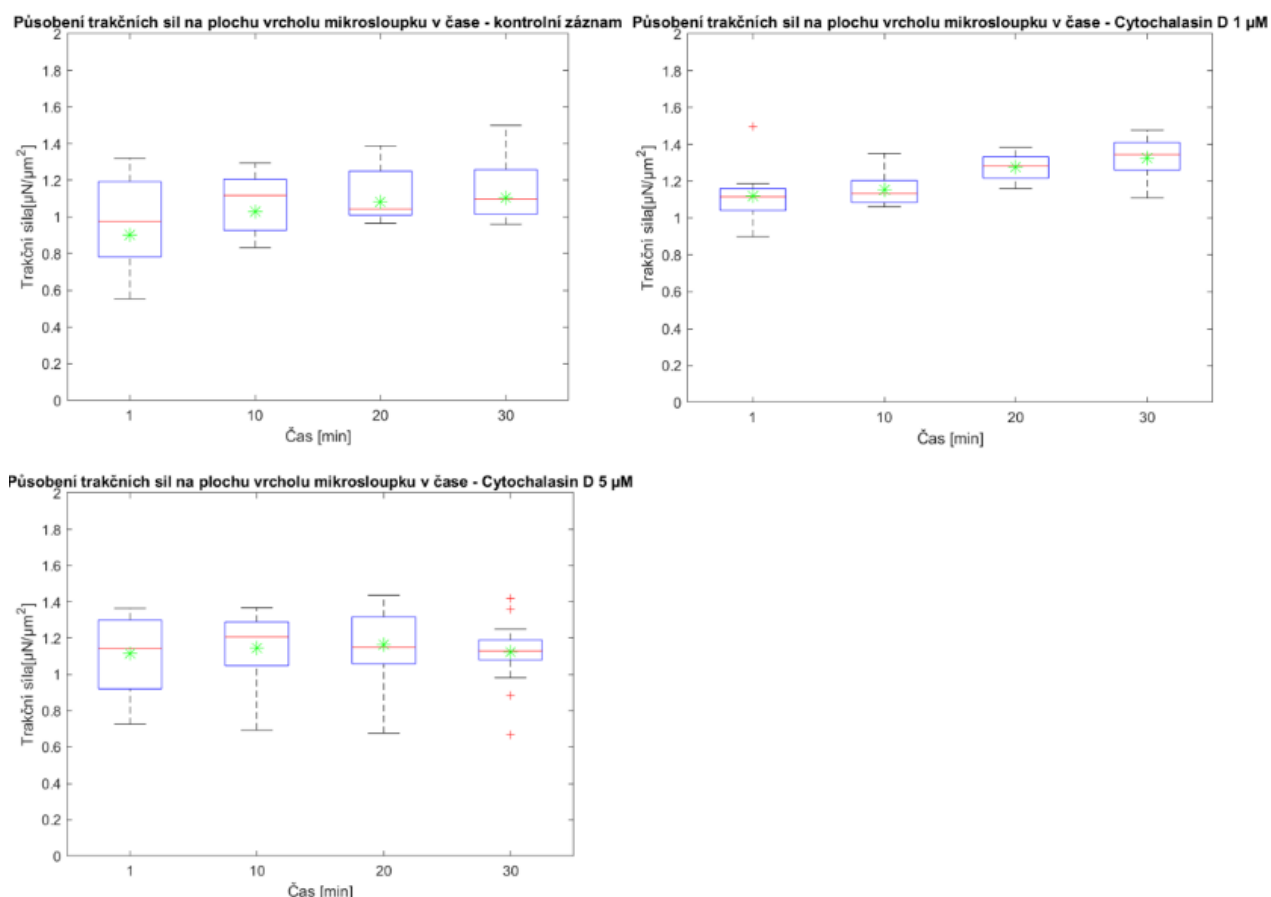 Působení trakčních sil na plochu vrcholu mikrosloupku v čase - kontrolní záznam
2
1.8
1.6
1.4
1.2
1
0.8
0.6
0.4
0.2
0
Trakční síla[µN/µm²]
1 10 20 30
Čas [min]
Působení trakčních sil na plochu vrcholu mikrosloupku v čase - Cytochalasin D 1 µM
2
1.8
1.6
1.4
1.2
1
0.8
0.6
0.4
0.2
0
Trakční síla[µN/µm²]
1 10 20 30
Čas [min]
Působení trakčních sil na plochu vrcholu mikrosloupku v čase - Cytochalasin D 5 µM
2
1.8
1.6
1.4
1.2
1
0.8
0.6
0.4
0.2
0
Trakční síla[µN/µm²]
1 10 20 30
Čas [min]